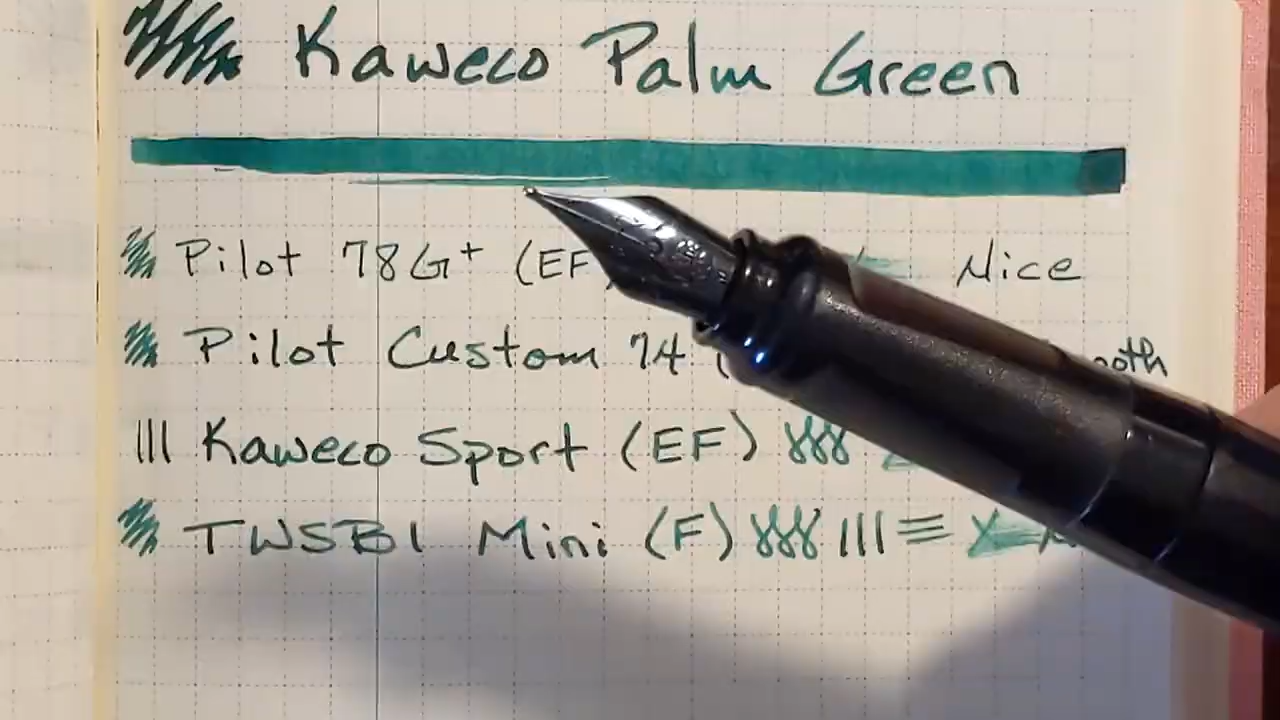 Kaweco Palm Green
Pilot 78G+ (EF) Nice
Pilot Custom 74
Kaweco Sport (EF)
TWSBI Mini (F)